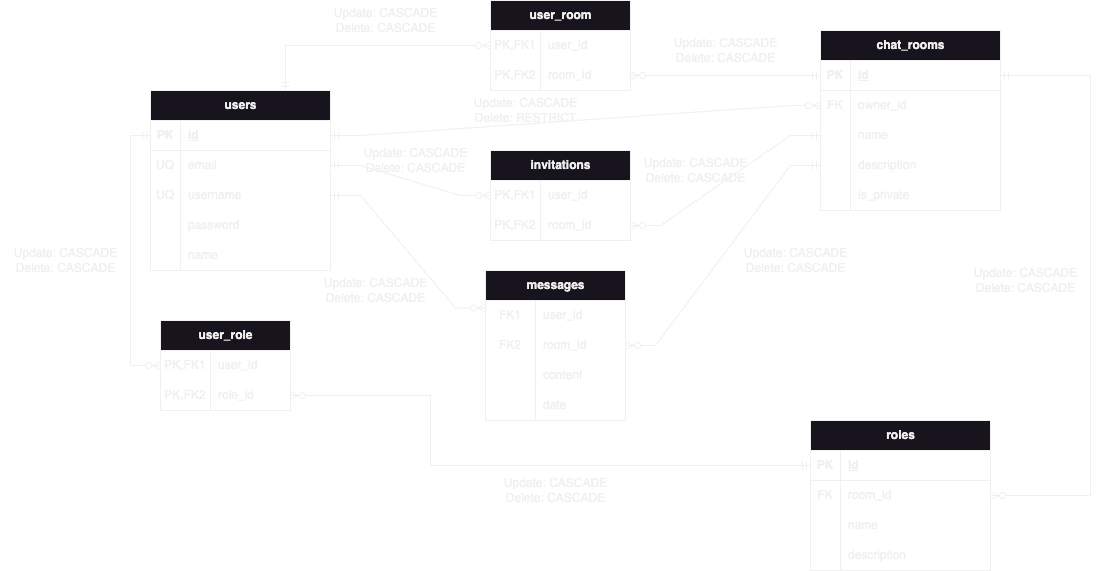 Update: CASCADE
Delete: CASCADE
user_room
PK,FK1 user_id
PK,FK2 room_id
Update: CASCADE
Delete: CASCADE
chat_rooms
PK Id
FK owner_id
name
description
is_private
Update: CASCADE
Delete: RESTRICT
users
PK Id
UQ email
UQ username
password
name
Update: CASCADE
Delete: CASCADE
invitations
PK,FK1 user_id
PK,FK2 room_id
Update: CASCADE
Delete: CASCADE
Update: CASCADE
Delete: CASCADE
Update: CASCADE
Delete: CASCADE
messages
FK1 user_id
FK2 room_id
content
date
Update: CASCADE
Delete: CASCADE
Update: CASCADE
Delete: CASCADE
user_role
PK,FK1 user_id
PK,FK2 role_id
roles
PK Id
FK room_id
name
description
Update: CASCADE
Delete: CASCADE